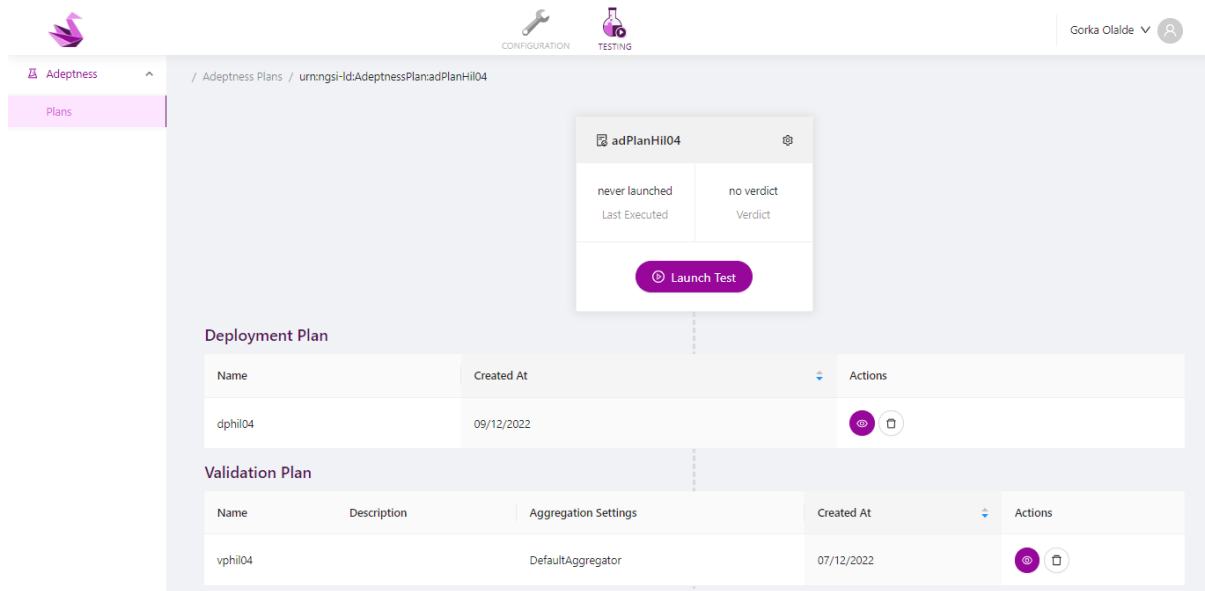 CONFIGURATION
TESTING
Gorka Olalde
Adeptness
/ Adeptness Plans / urn:ngsi-ld:AdeptnessPlan:adPlanHil04
Plans
adPlanHil04
never launched
no verdict
Last Executed
Verdict
Launch Test
Deployment Plan
Name Created At Actions
dphil04 09/12/2022
Validation Plan
Name Description Aggregation Settings Created At Actions
vphil04 DefaultAggregator 07/12/2022